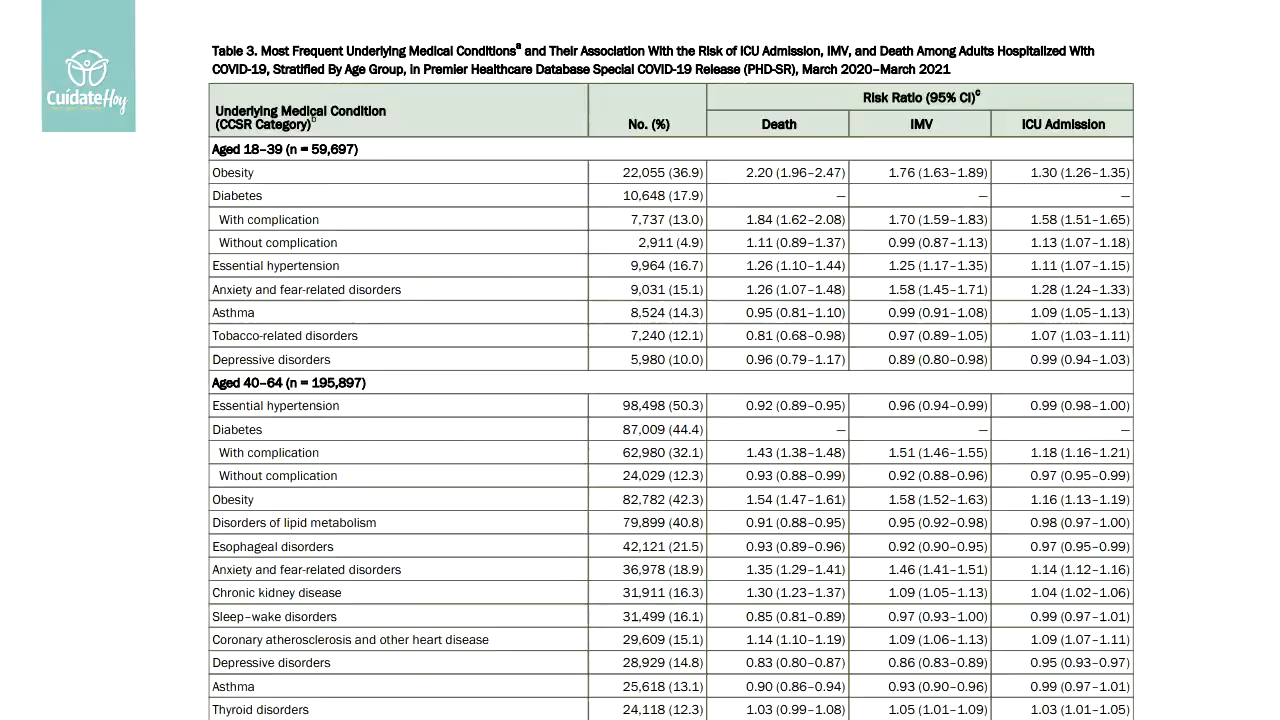 CuídateHoy
Table 3. Most Frequent Underlying Medical Conditionsa and Their Association With the Risk of ICU Admission, IMV, and Death Among Adults Hospitalized With
COVID-19, Stratified By Age Group, in Premier Healthcare Database Special COVID-19 Release (PHD-SR), March 2020–March 2021
Underlying Medical Condition
(CCSR Category)b
No. (%)
Risk Ratio (95% CI)c
Death IMV ICU Admission
Aged 18–39 (n = 59,697)
Obesity 22,055 (36.9) 2.20 (1.96–2.47) 1.76 (1.63–1.89) 1.30 (1.26–1.35)
Diabetes 10,648 (17.9) — — —
With complication 7,737 (13.0) 1.84 (1.62–2.08) 1.70 (1.59–1.83) 1.58 (1.51–1.65)
Without complication 2,911 (4.9) 1.11 (0.89–1.37) 0.99 (0.87–1.13) 1.13 (1.07–1.18)
Essential hypertension 9,964 (16.7) 1.26 (1.10–1.44) 1.25 (1.17–1.35) 1.11 (1.07–1.15)
Anxiety and fear-related disorders 9,031 (15.1) 1.26 (1.07–1.48) 1.58 (1.45–1.71) 1.28 (1.24–1.33)
Asthma 8,524 (14.3) 0.95 (0.81–1.10) 0.99 (0.91–1.08) 1.09 (1.05–1.13)
Tobacco-related disorders 7,240 (12.1) 0.81 (0.68–0.98) 0.97 (0.89–1.05) 1.07 (1.03–1.11)
Depressive disorders 5,980 (10.0) 0.96 (0.79–1.17) 0.89 (0.80–0.98) 0.99 (0.94–1.03)
Aged 40–64 (n = 195,897)
Essential hypertension 98,498 (50.3) 0.92 (0.89–0.95) 0.96 (0.94–0.99) 0.99 (0.98–1.00)
Diabetes 87,009 (44.4) — — —
With complication 62,980 (32.1) 1.43 (1.38–1.48) 1.51 (1.46–1.55) 1.18 (1.16–1.21)
Without complication 24,029 (12.3) 0.93 (0.88–0.99) 0.92 (0.88–0.96) 0.97 (0.95–0.99)
Obesity 82,782 (42.3) 1.54 (1.47–1.61) 1.58 (1.52–1.63) 1.16 (1.13–1.19)
Disorders of lipid metabolism 79,899 (40.8) 0.91 (0.88–0.95) 0.95 (0.92–0.98) 0.98 (0.97–1.00)
Esophageal disorders 42,121 (21.5) 0.93 (0.89–0.96) 0.92 (0.90–0.95) 0.97 (0.95–0.99)
Anxiety and fear-related disorders 36,978 (18.9) 1.35 (1.29–1.41) 1.46 (1.41–1.51) 1.14 (1.12–1.16)
Chronic kidney disease 31,911 (16.3) 1.30 (1.23–1.37) 1.09 (1.05–1.13) 1.04 (1.02–1.06)
Sleep–wake disorders 31,499 (16.1) 0.85 (0.81–0.89) 0.97 (0.93–1.00) 0.99 (0.97–1.01)
Coronary atherosclerosis and other heart disease 29,609 (15.1) 1.14 (1.10–1.19) 1.09 (1.06–1.13) 1.09 (1.07–1.11)
Depressive disorders 28,929 (14.8) 0.83 (0.80–0.87) 0.86 (0.83–0.89) 0.95 (0.93–0.97)
Asthma 25,618 (13.1) 0.90 (0.86–0.94) 0.93 (0.90–0.96) 0.99 (0.97–1.01)
Thyroid disorders 24,118 (12.3) 1.03 (0.99–1.08) 1.05 (1.01–1.09) 1.03 (1.01–1.05)